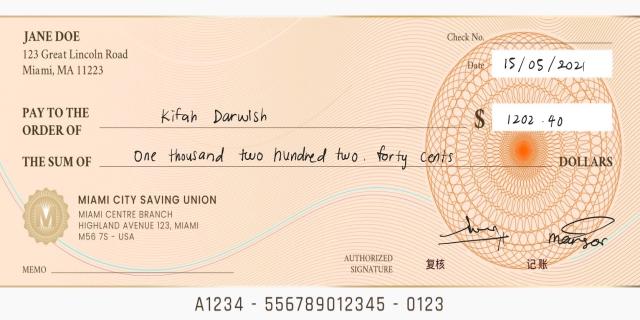 JANE DOE
123 Great Lincoln Road
Miami, MA 11223
Check No.
Date 15/05/2021
PAY TO THE
ORDER OF Kifah Darwish $ 1202.40
THE SUM OF One thousand two hundred two. forty cents DOLLARS
MIAMI CITY SAVING UNION
MIAMI CENTRE BRANCH
HIGHLAND AVENUE 123, MIAMI
M56 7S - USA
MEMO
AUTHORIZED
SIGNATURE
复核
记账
A1234 - 556789012345 - 0123